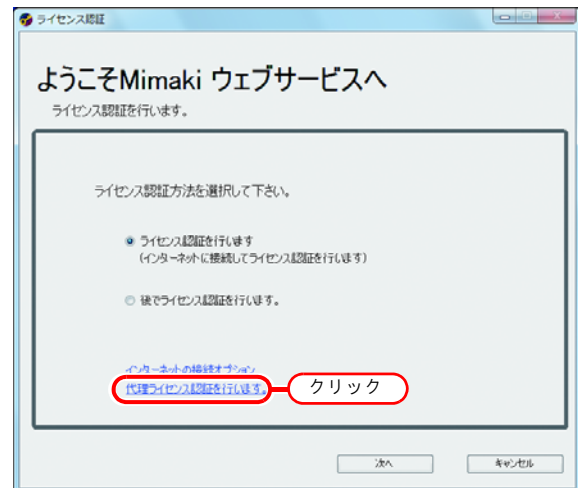 ライセンス認証
ようこそMimaki ウェブサービスへ
ライセンス認証を行います。
ライセンス認証方法を選択して下さい。
ライセンス認証を行います
(インターネットに接続してライセンス認証を行います)
後でライセンス認証を行います。
インターネットの接続オプション
代理ライセンス認証を行います。
クリック
次へ
キャンセル